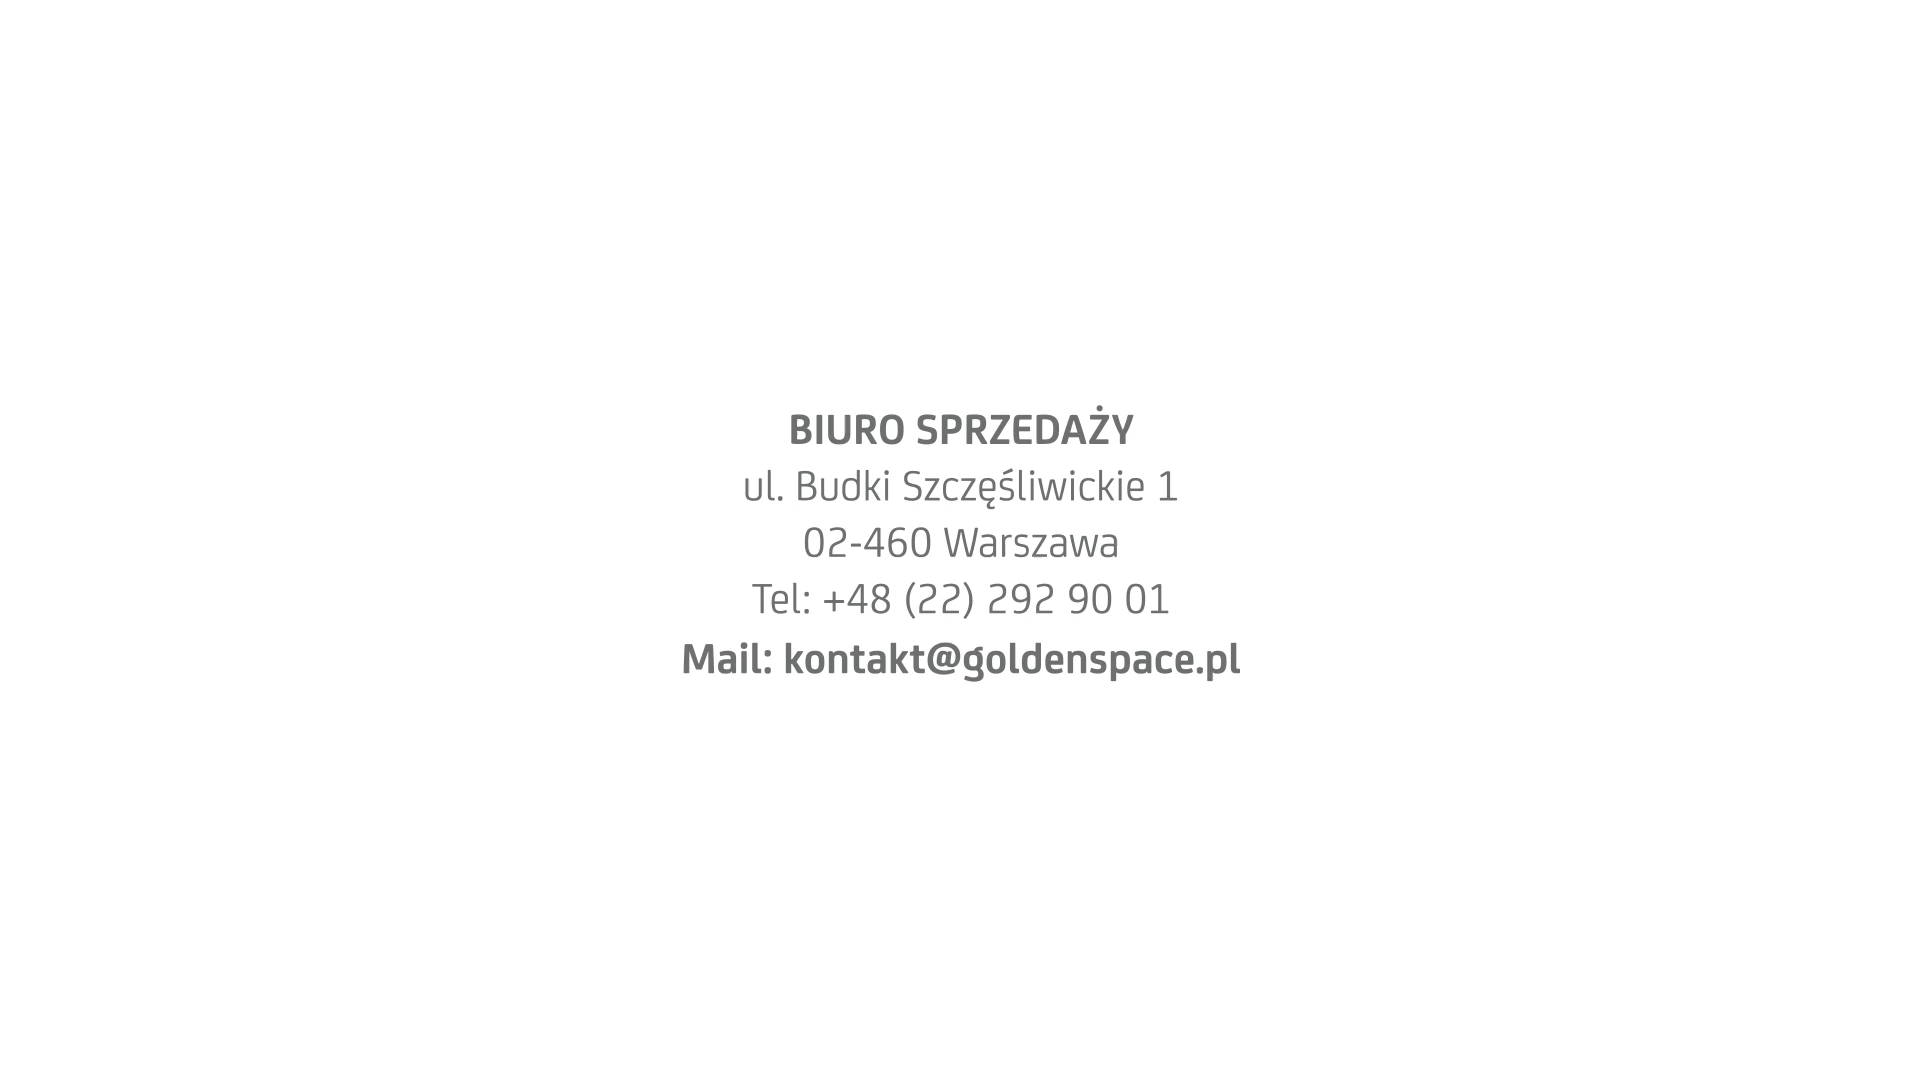 BIURO SPRZEDAŻY
ul. Budki Szczęśliwickie 1
02-460 Warszawa
Tel: +48 (22) 292 90 01
Mail: kontakt@goldenspace.pl